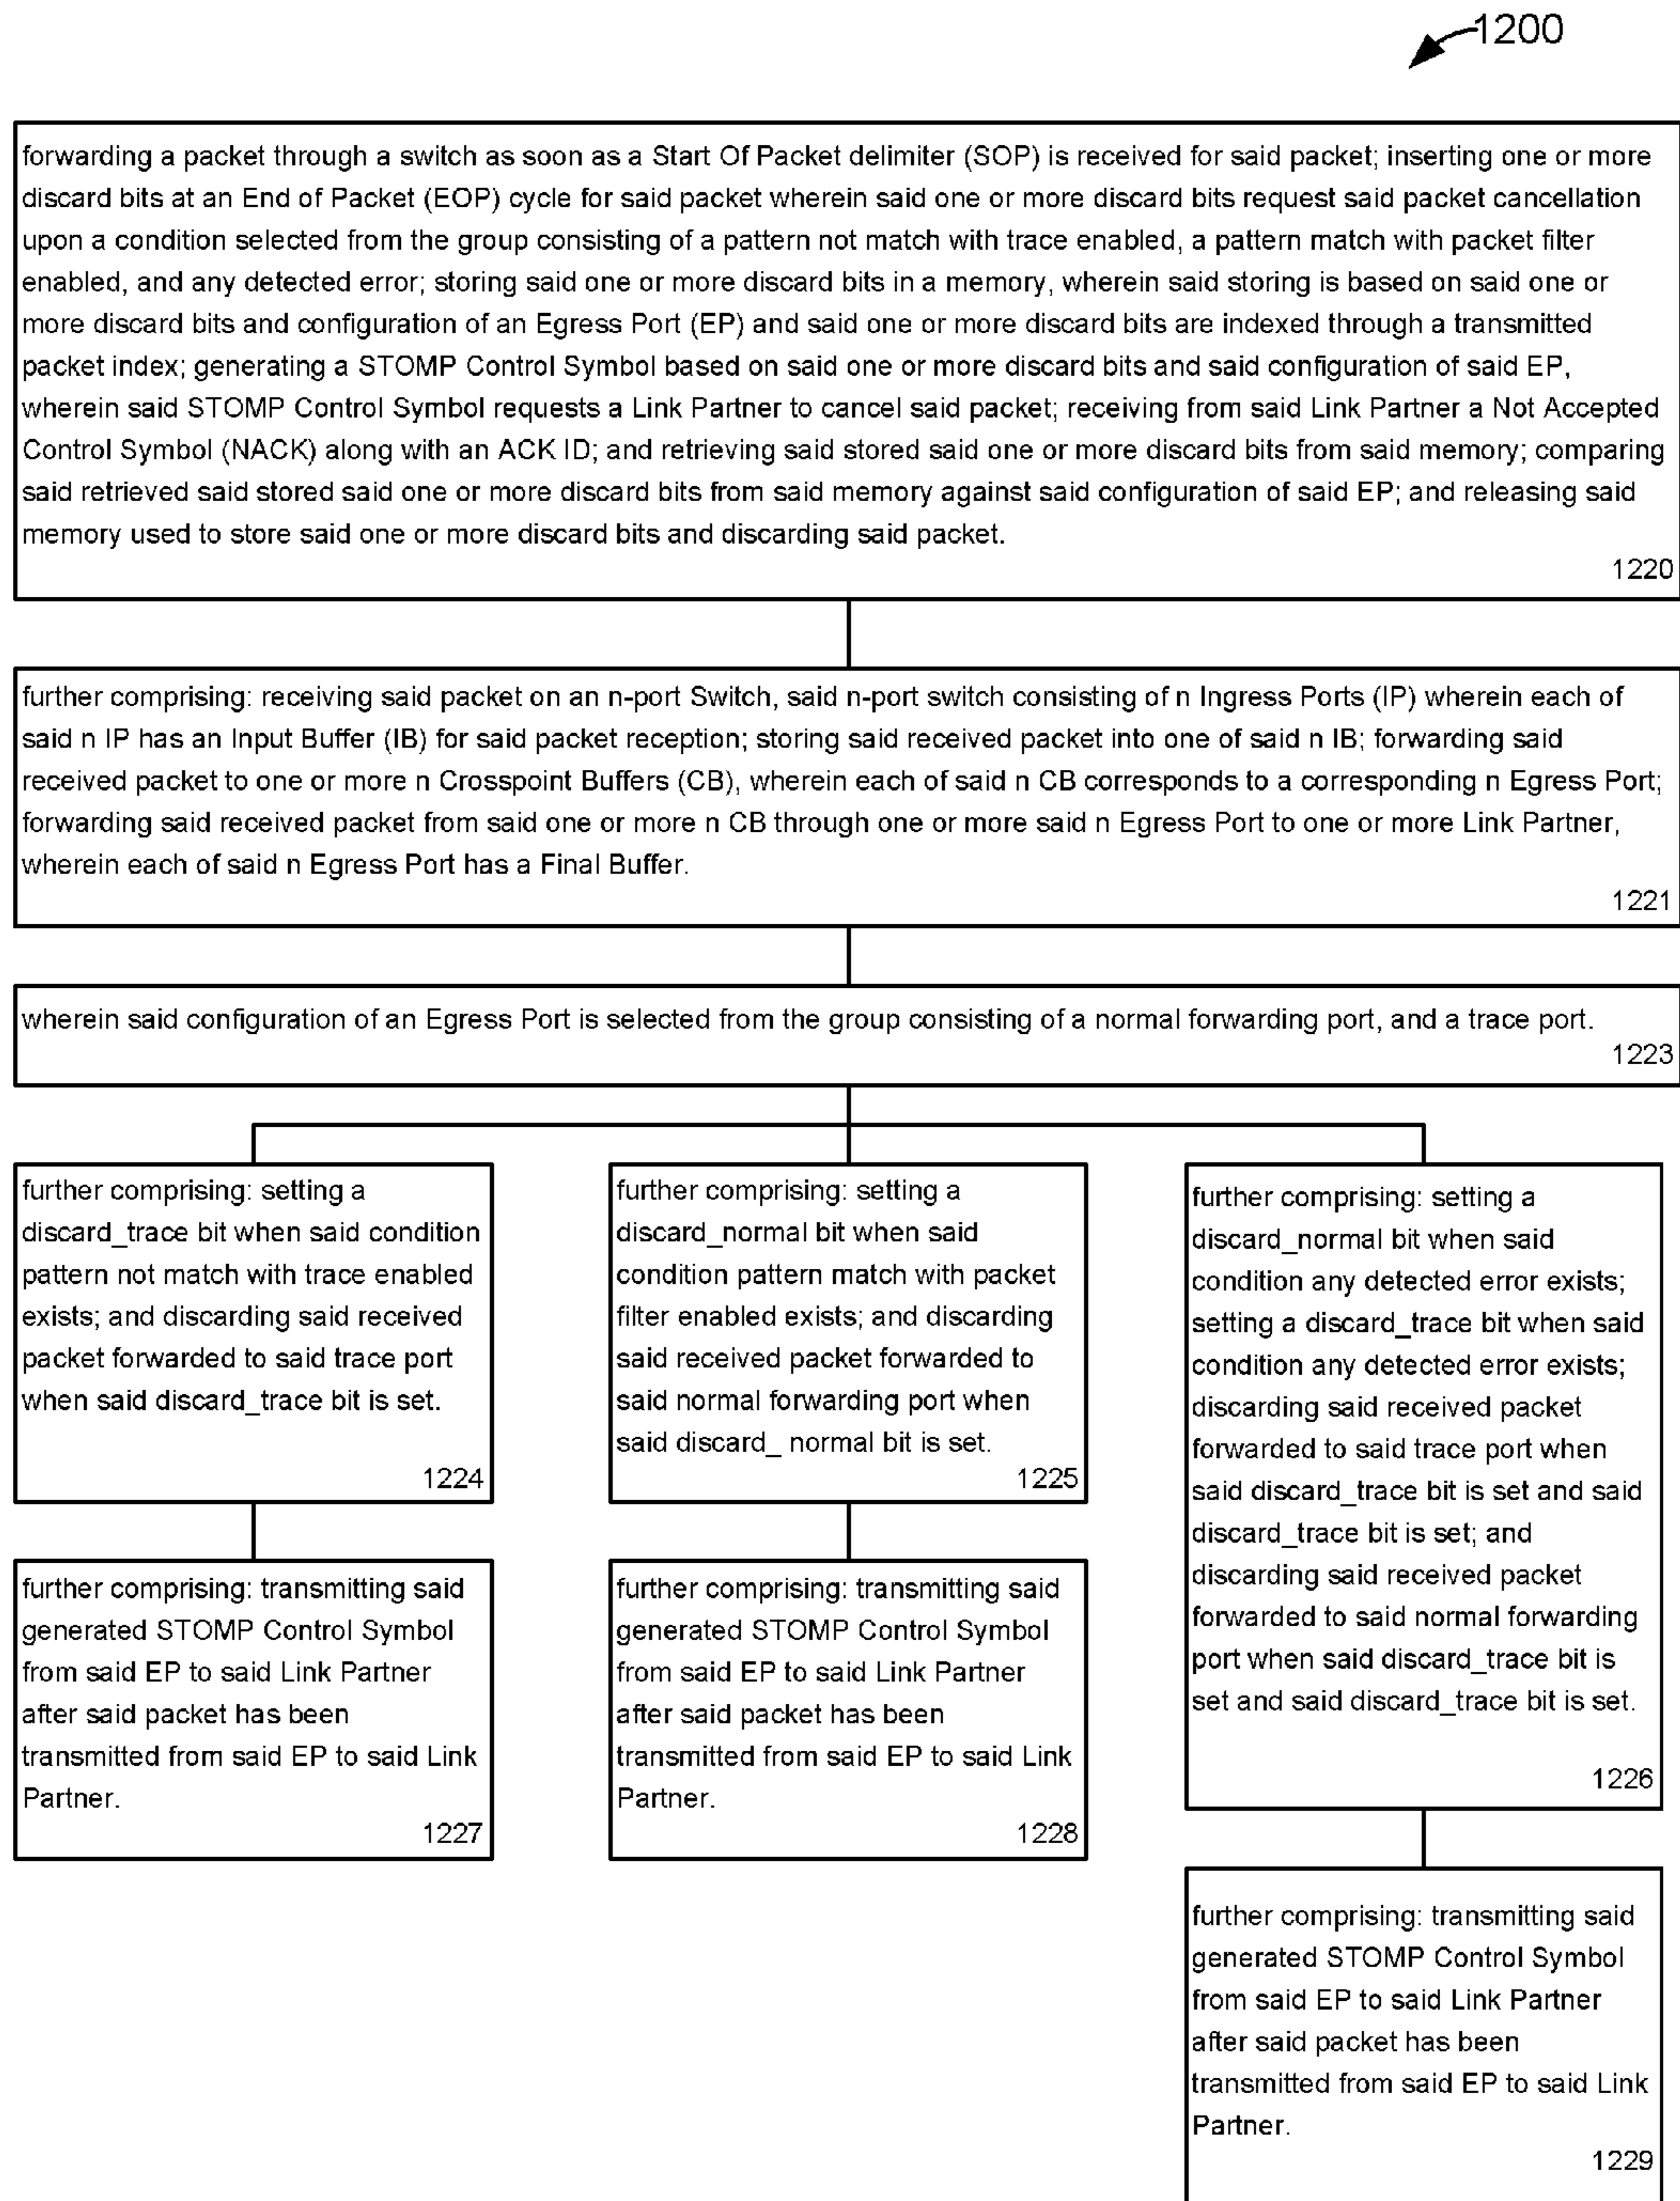 1200
forwarding a packet through a switch as soon as a Start Of Packet delimiter (SOP) is received for said packet; inserting one or more
discard bits at an End of Packet (EOP) cycle for said packet wherein said one or more discard bits request said packet cancellation
upon a condition selected from the group consisting of a pattern not match with trace enabled, a pattern match with packet filter
enabled, and any detected error; storing said one or more discard bits in a memory, wherein said storing is based on said one or
more discard bits and configuration of an Egress Port (EP) and said one or more discard bits are indexed through a transmitted
packet index; generating a STOMP Control Symbol based on said one or more discard bits and said configuration of said EP,
wherein said STOMP Control Symbol requests a Link Partner to cancel said packet; receiving from said Link Partner a Not Accepted
Control Symbol (NACK) along with an ACK ID; and retrieving said stored said one or more discard bits from said memory; comparing
said retrieved said stored said one or more discard bits from said memory against said configuration of said EP; and releasing said
memory used to store said one or more discard bits and discarding said packet.
1220
further comprising: receiving said packet on an n-port Switch, said n-port switch consisting of n Ingress Ports (IP) wherein each of
said n IP has an Input Buffer (IB) for said packet reception; storing said received packet into one of said n IB; forwarding said
received packet to one or more n Crosspoint Buffers (CB), wherein each of said n CB corresponds to a corresponding n Egress Port;
forwarding said received packet from said one or more n CB through one or more said n Egress Port to one or more Link Partner,
wherein each of said n Egress Port has a Final Buffer.
1221
wherein said configuration of an Egress Port is selected from the group consisting of a normal forwarding port, and a trace port.
1223
further comprising: setting a
discard_trace bit when said condition
pattern not match with trace enabled
exists; and discarding said received
packet forwarded to said trace port
when said discard_trace bit is set.
1224
further comprising: setting a
discard_normal bit when said
condition pattern match with packet
filter enabled exists; and discarding
said received packet forwarded to
said normal forwarding port when
said discard_ normal bit is set.
1225
further comprising: setting a
discard_normal bit when said
condition any detected error exists;
setting a discard_trace bit when said
condition any detected error exists;
discarding said received packet
forwarded to said trace port when
said discard_trace bit is set and said
discard_trace bit is set; and
discarding said received packet
forwarded to said normal forwarding
port when said discard_trace bit is
set and said discard_trace bit is set.
1226
further comprising: transmitting said
generated STOMP Control Symbol
from said EP to said Link Partner
after said packet has been
transmitted from said EP to said Link
Partner.
1227
further comprising: transmitting said
generated STOMP Control Symbol
from said EP to said Link Partner
after said packet has been
transmitted from said EP to said Link
Partner.
1228
further comprising: transmitting said
generated STOMP Control Symbol
from said EP to said Link Partner
after said packet has been
transmitted from said EP to said Link
Partner.
1229